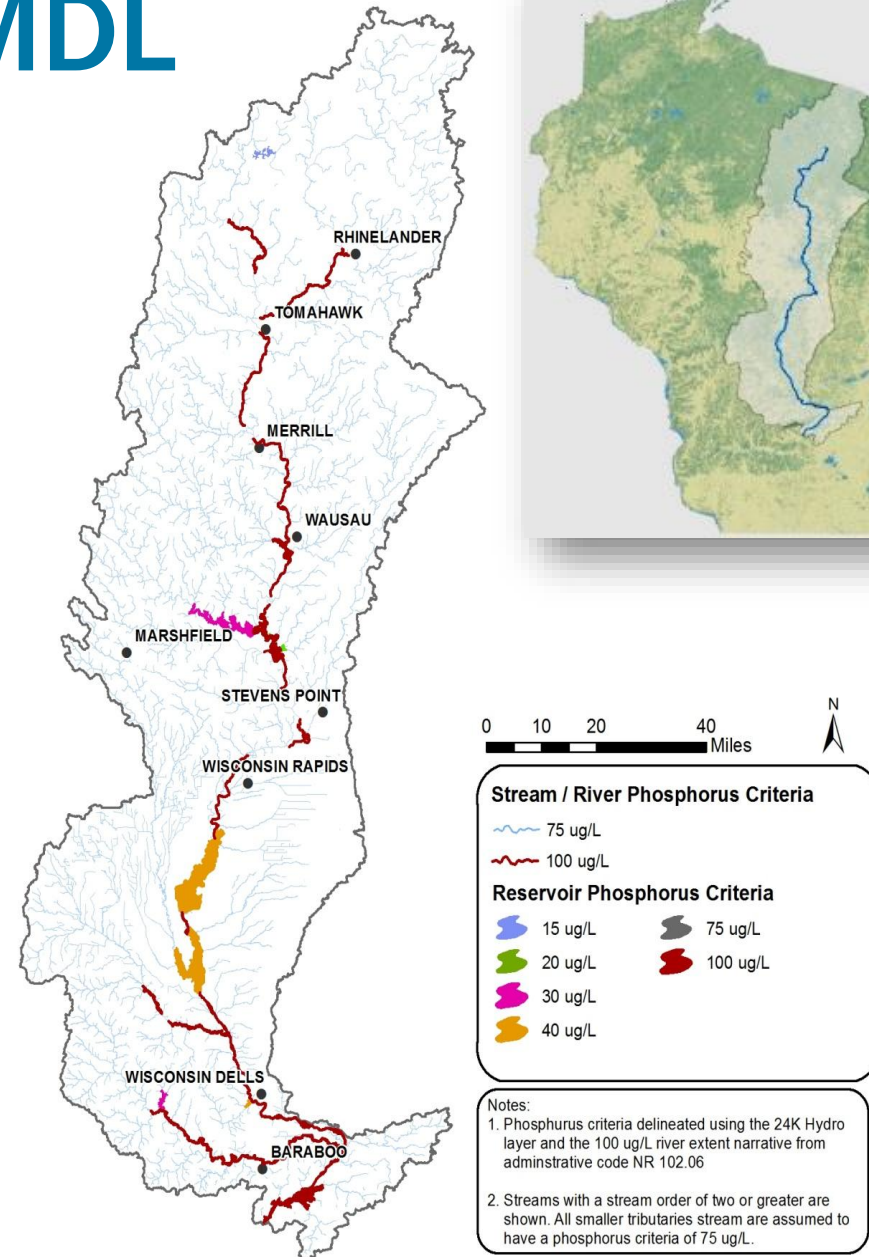 MDL
RHINELANDER
TOMAHAWK
MERRILL
WAUSAU
MARSHFIELD
STEVENS POINT
WISCONSIN RAPIDS
WISCONSIN DELLS
BARABOO
N
0 10 20 40
Miles
Stream / River Phosphorus Criteria
75 ug/L
100 ug/L
Reservoir Phosphorus Criteria
15 ug/L 75 ug/L
20 ug/L 100 ug/L
30 ug/L
40 ug/L
Notes:
1. Phosphurus criteria delineated using the 24K Hydro
layer and the 100 ug/L river extent narrative from
adminstrative code NR 102.06
2. Streams with a stream order of two or greater are
shown. All smaller tributaries stream are assumed to
have a phosphorus criteria of 75 ug/L.